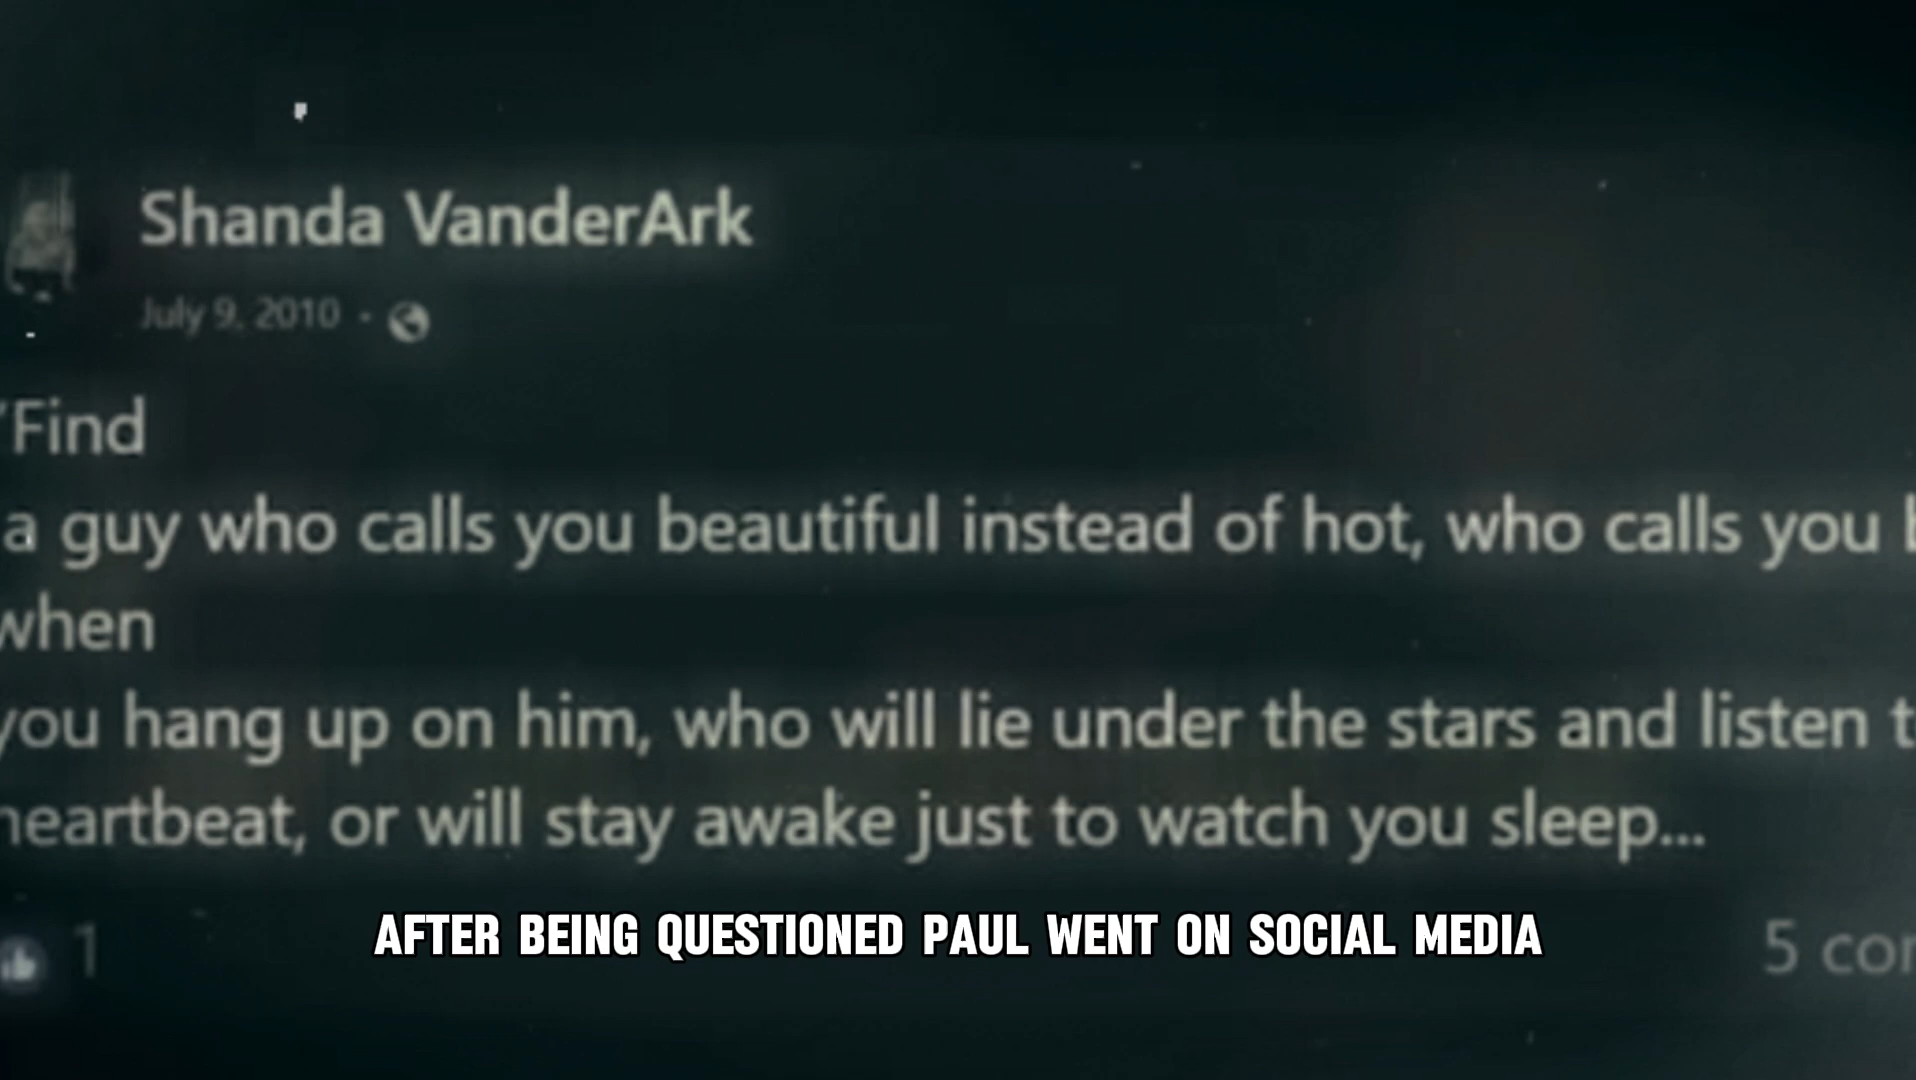 Shanda VanderArk
July 9, 2010 ·
"Find
a guy who calls you beautiful instead of hot, who calls you
when
you hang up on him, who will lie under the stars and listen
heartbeat, or will stay awake just to watch you sleep...
1
5
AFTER BEING QUESTIONED PAUL WENT ON SOCIAL MEDIA